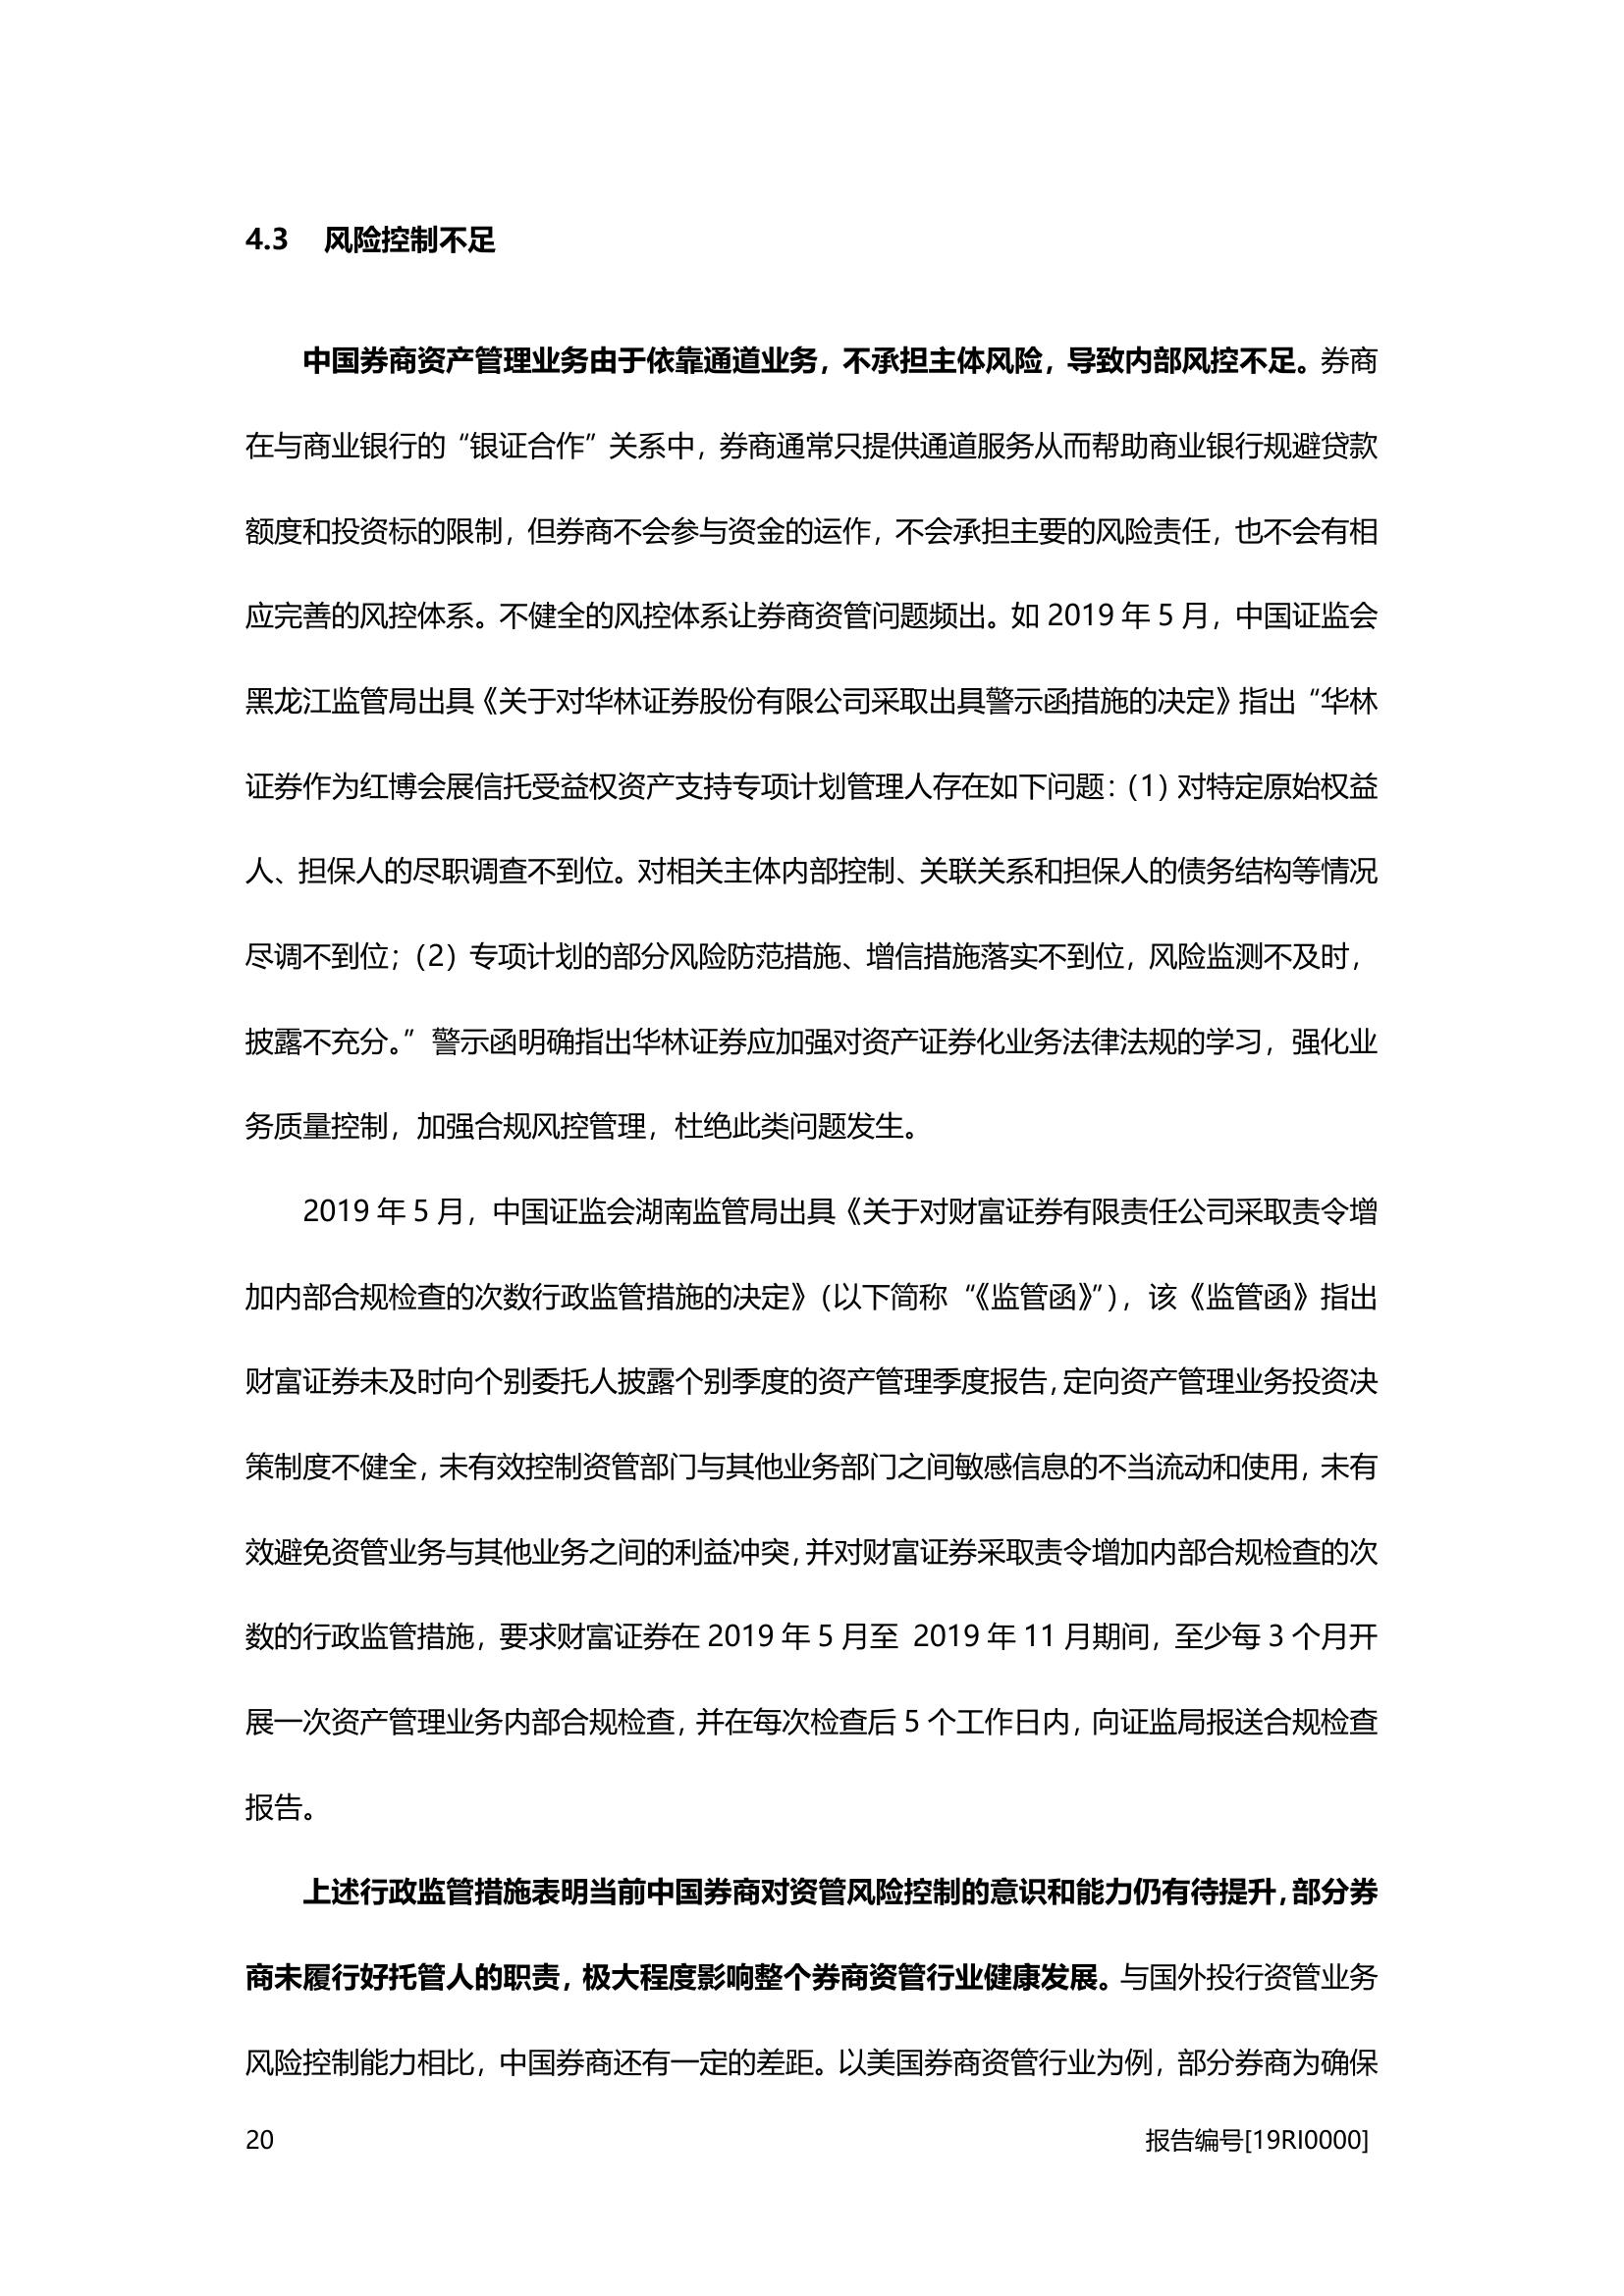 4.3 风险控制不足
中国券商资产管理业务由于依靠通道业务，不承担主体风险，导致内部风控不足。券商
在与商业银行的“银证合作”关系中，券商通常只提供通道服务从而帮助商业银行规避贷款
额度和投资标的限制，但券商不会参与资金的运作，不会承担主要的风险责任，也不会有相
应完善的风控体系。不健全的风控体系让券商资管问题频出。如 2019 年 5 月，中国证监会
黑龙江监管局出具《关于对华林证券股份有限公司采取出具警示函措施的决定》指出“华林
证券作为红博会展信托受益权资产支持专项计划管理人存在如下问题：（1）对特定原始权益
人、担保人的尽职调查不到位。对相关主体内部控制、关联关系和担保人的债务结构等情况
尽调不到位；（2）专项计划的部分风险防范措施、增信措施落实不到位，风险监测不及时，
披露不充分。”警示函明确指出华林证券应加强对资产证券化业务法律法规的学习，强化业
务质量控制，加强合规风控管理，杜绝此类问题发生。
2019 年 5 月，中国证监会湖南监管局出具《关于对财富证券有限责任公司采取责令增
加内部合规检查的次数行政监管措施的决定》（以下简称“《监管函》”），该《监管函》指出
财富证券未及时向个别委托人披露个别季度的资产管理季度报告，定向资产管理业务投资决
策制度不健全，未有效控制资管部门与其他业务部门之间敏感信息的不当流动和使用，未有
效避免资管业务与其他业务之间的利益冲突，并对财富证券采取责令增加内部合规检查的次
数的行政监管措施，要求财富证券在 2019 年 5 月至 2019 年 11 月期间，至少每 3 个月开
展一次资产管理业务内部合规检查，并在每次检查后 5 个工作日内，向证监局报送合规检查
报告。
上述行政监管措施表明当前中国券商对资管风险控制的意识和能力仍有待提升，部分券
商未履行好托管人的职责，极大程度影响整个券商资管行业健康发展。与国外投行资管业务
风险控制能力相比，中国券商还有一定的差距。以美国券商资管行业为例，部分券商为确保
20 报告编号[19RI0000]